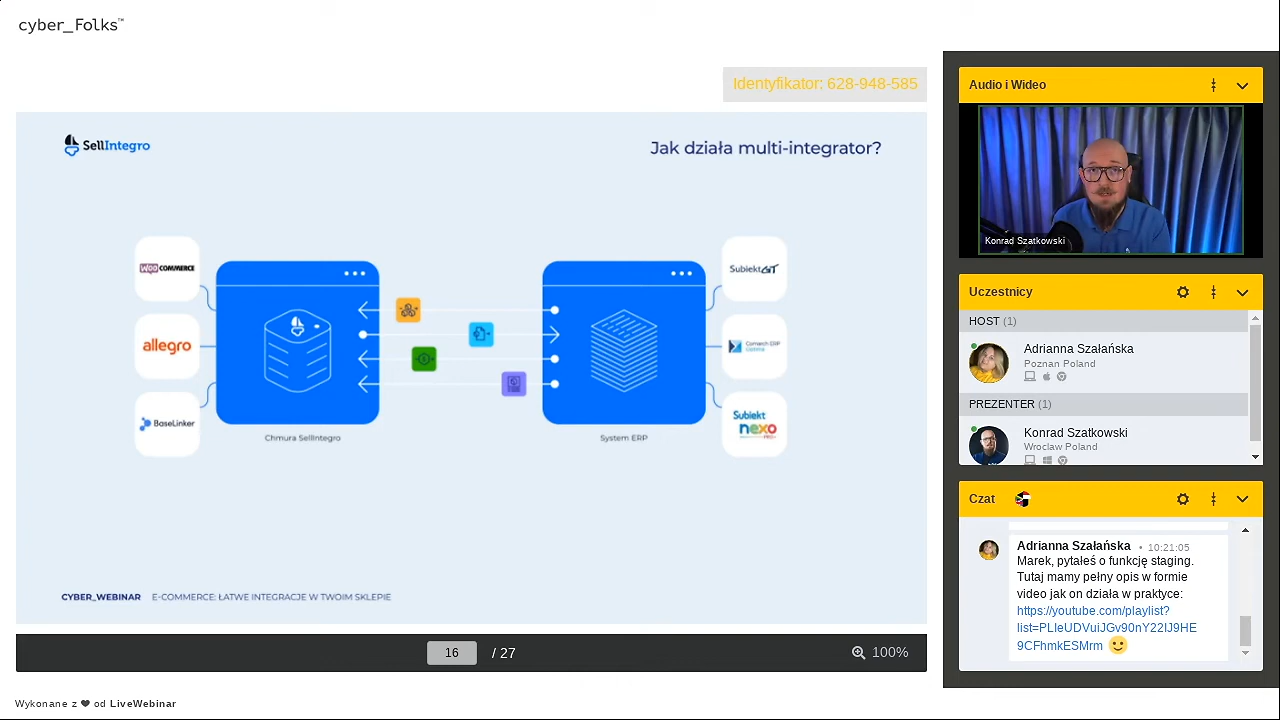 cyber_Folks™
Identyfikator: 628-948-585
SellIntegro
Jak działa multi-integrator?
WOO COMMERCE
allegro
BaseLinker
Chmura SellIntegro
System ERP
Subiekt GT
Comarch ERP
Optima
Subiekt
nexo
PRO
CYBER_WEBINAR E-COMMERCE: ŁATWE INTEGRACJE W TWOIM SKLEPIE
16 / 27
100%
Wykonane z ❤ od LiveWebinar
Audio i Wideo
Konrad Szatkowski
Uczestnicy
HOST (1)
Adrianna Szałańska
Poznan Poland
PREZENTER (1)
Konrad Szatkowski
Wroclaw Poland
Czat
Adrianna Szałańska • 10:21:05
Marek, pytałeś o funkcję staging.
Tutaj mamy pełny opis w formie
video jak on działa w praktyce:
https://youtube.com/playlist?
list=PLIeUDVuiJGv90nY22IJ9HE
9CFhmkESMrm 🙂